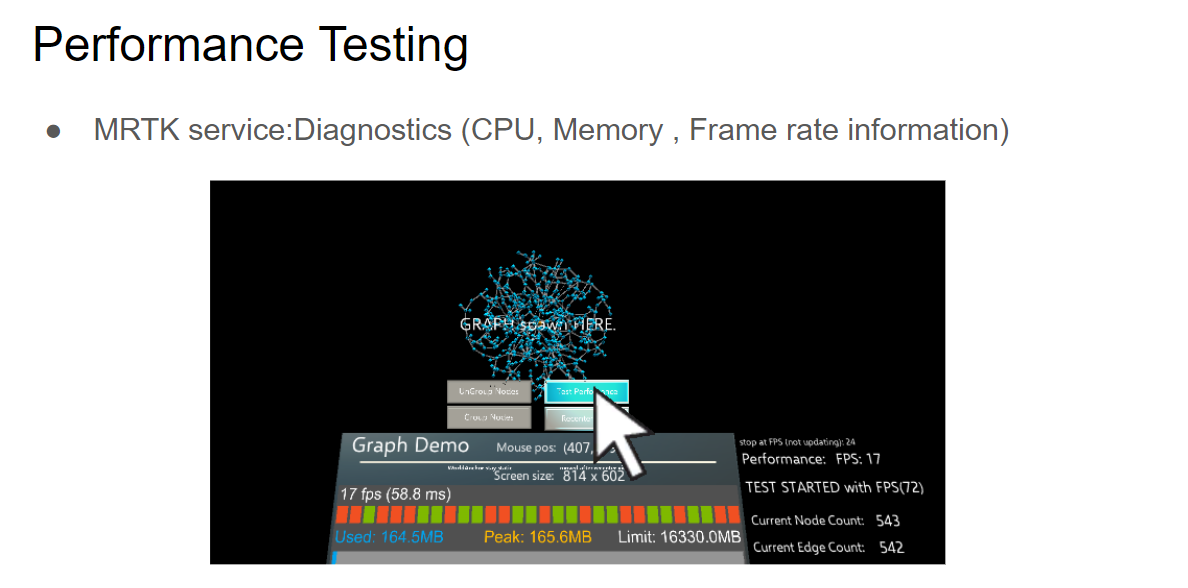 Performance Testing
● MRTK service:Diagnostics (CPU, Memory , Frame rate information)
GRAPH spawn HERE.
UnGroup Nodes
Test Perf
Group Nodes
Recente
Graph Demo
Mouse pos: (407,
Screen size: 814 x 602
17 fps (58.8 ms)
Used: 164.5MB Peak: 165.6MB Limit: 16330.0MB
stop at FPS (not updating): 24
Performance: FPS: 17
TEST STARTED with FPS(72)
Current Node Count: 543
Current Edge Count: 542